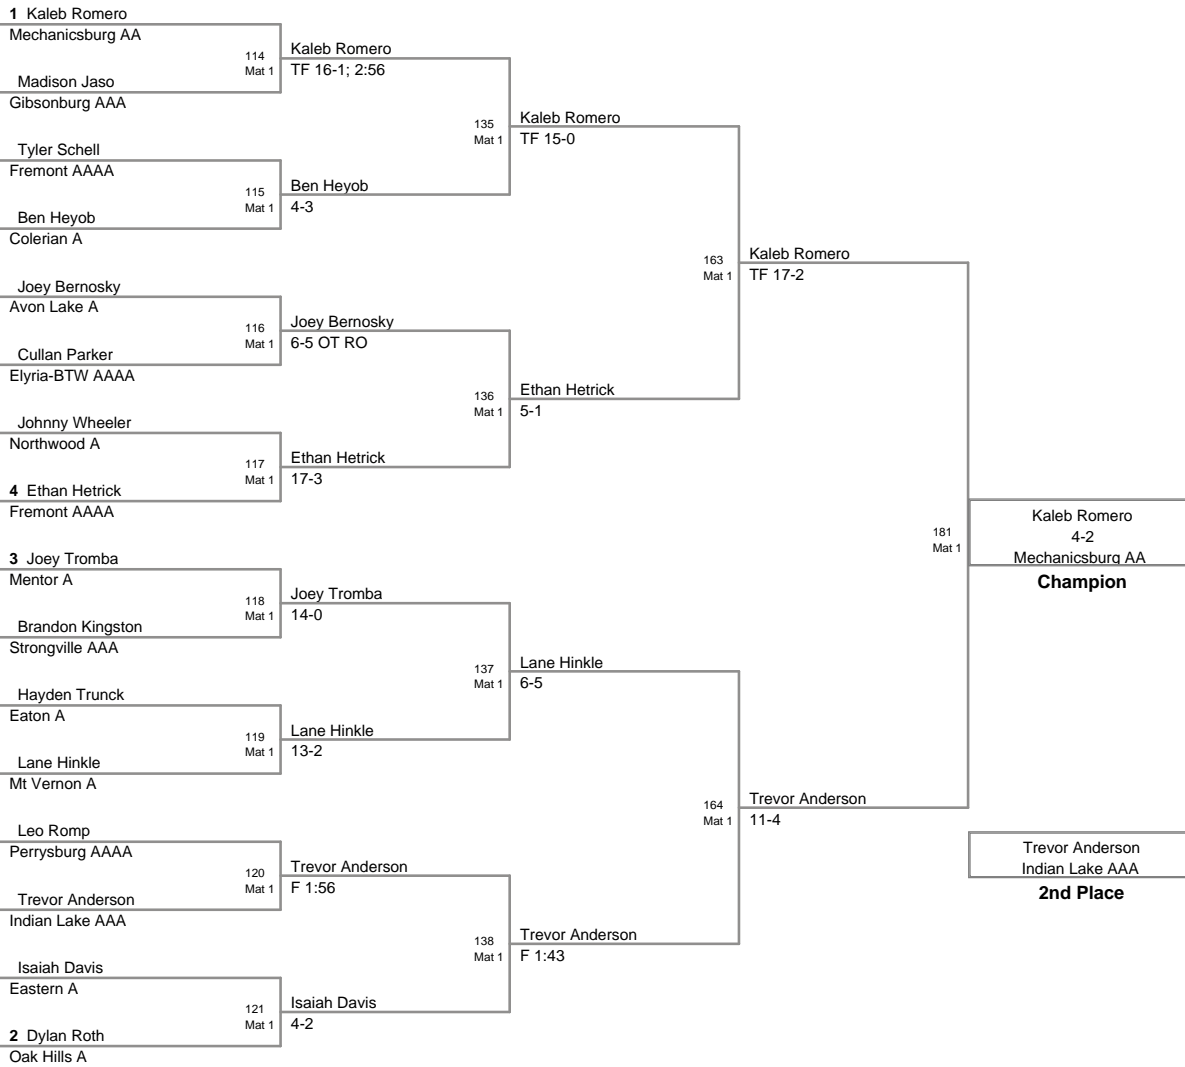 1 Kaleb Romero
Mechanicsburg AA
Madison Jaso
Gibsonburg AAA
Tyler Schell
Fremont AAAA
Ben Heyob
Colerian A
Joey Bernosky
Avon Lake A
Cullan Parker
Elyria-BTW AAAA
Johnny Wheeler
Northwood A
4 Ethan Hetrick
Fremont AAAA
3 Joey Tromba
Mentor A
Brandon Kingston
Strongville AAA
Hayden Trunck
Eaton A
Lane Hinkle
Mt Vernon A
Leo Romp
Perrysburg AAAA
Trevor Anderson
Indian Lake AAA
Isaiah Davis
Eastern A
2 Dylan Roth
Oak Hills A
114
Mat 1
Kaleb Romero
TF 16-1; 2:56
115
Mat 1
Ben Heyob
4-3
116
Mat 1
Joey Bernosky
6-5 OT RO
117
Mat 1
Ethan Hetrick
17-3
118
Mat 1
Joey Tromba
14-0
119
Mat 1
Lane Hinkle
13-2
120
Mat 1
Trevor Anderson
F 1:56
121
Mat 1
Isaiah Davis
4-2
135
Mat 1
Kaleb Romero
TF 15-0
136
Mat 1
Ethan Hetrick
5-1
137
Mat 1
Lane Hinkle
6-5
138
Mat 1
Trevor Anderson
F 1:43
163
Mat 1
Kaleb Romero
TF 17-2
164
Mat 1
Trevor Anderson
11-4
181
Mat 1
Kaleb Romero
4-2
Mechanicsburg AA
Champion
Trevor Anderson
Indian Lake AAA
2nd Place